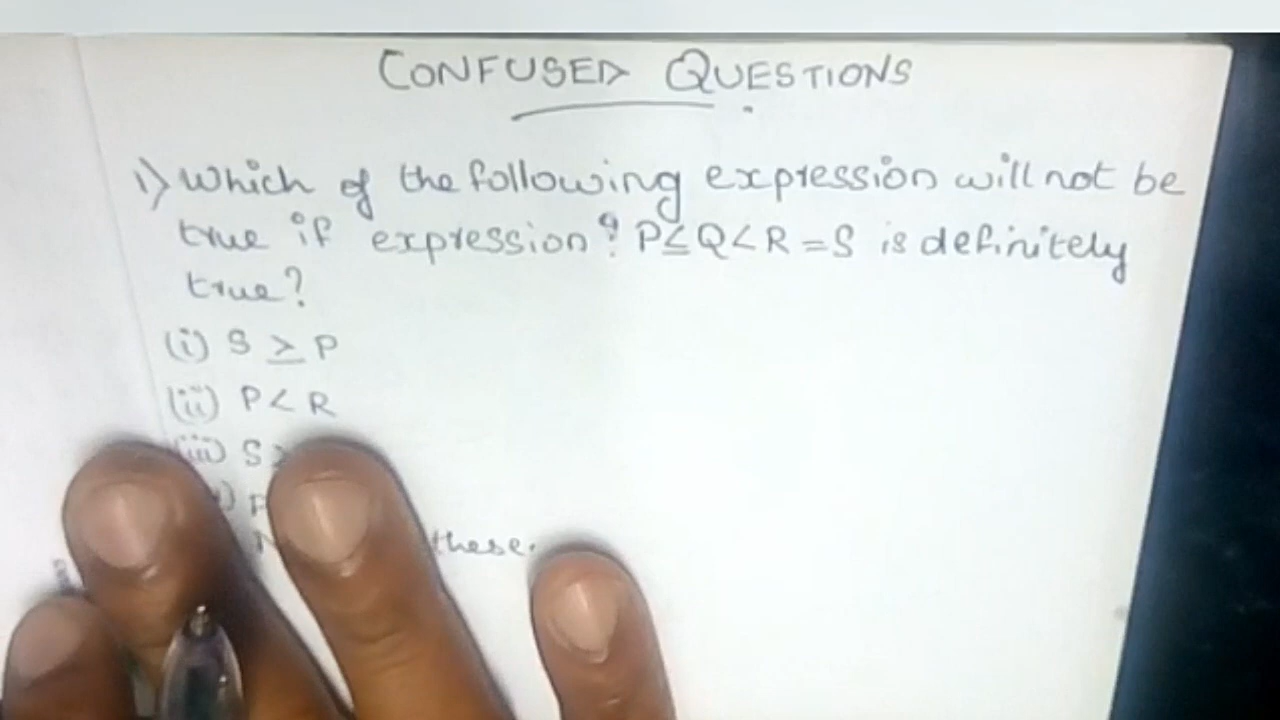 CONFUSED QUESTIONS
1) Which of the following expression will not be
true if expression: P≤Q<R=S is definitely
true?
(i) S ≥ P
(ii) P < R
(iii) S
these.